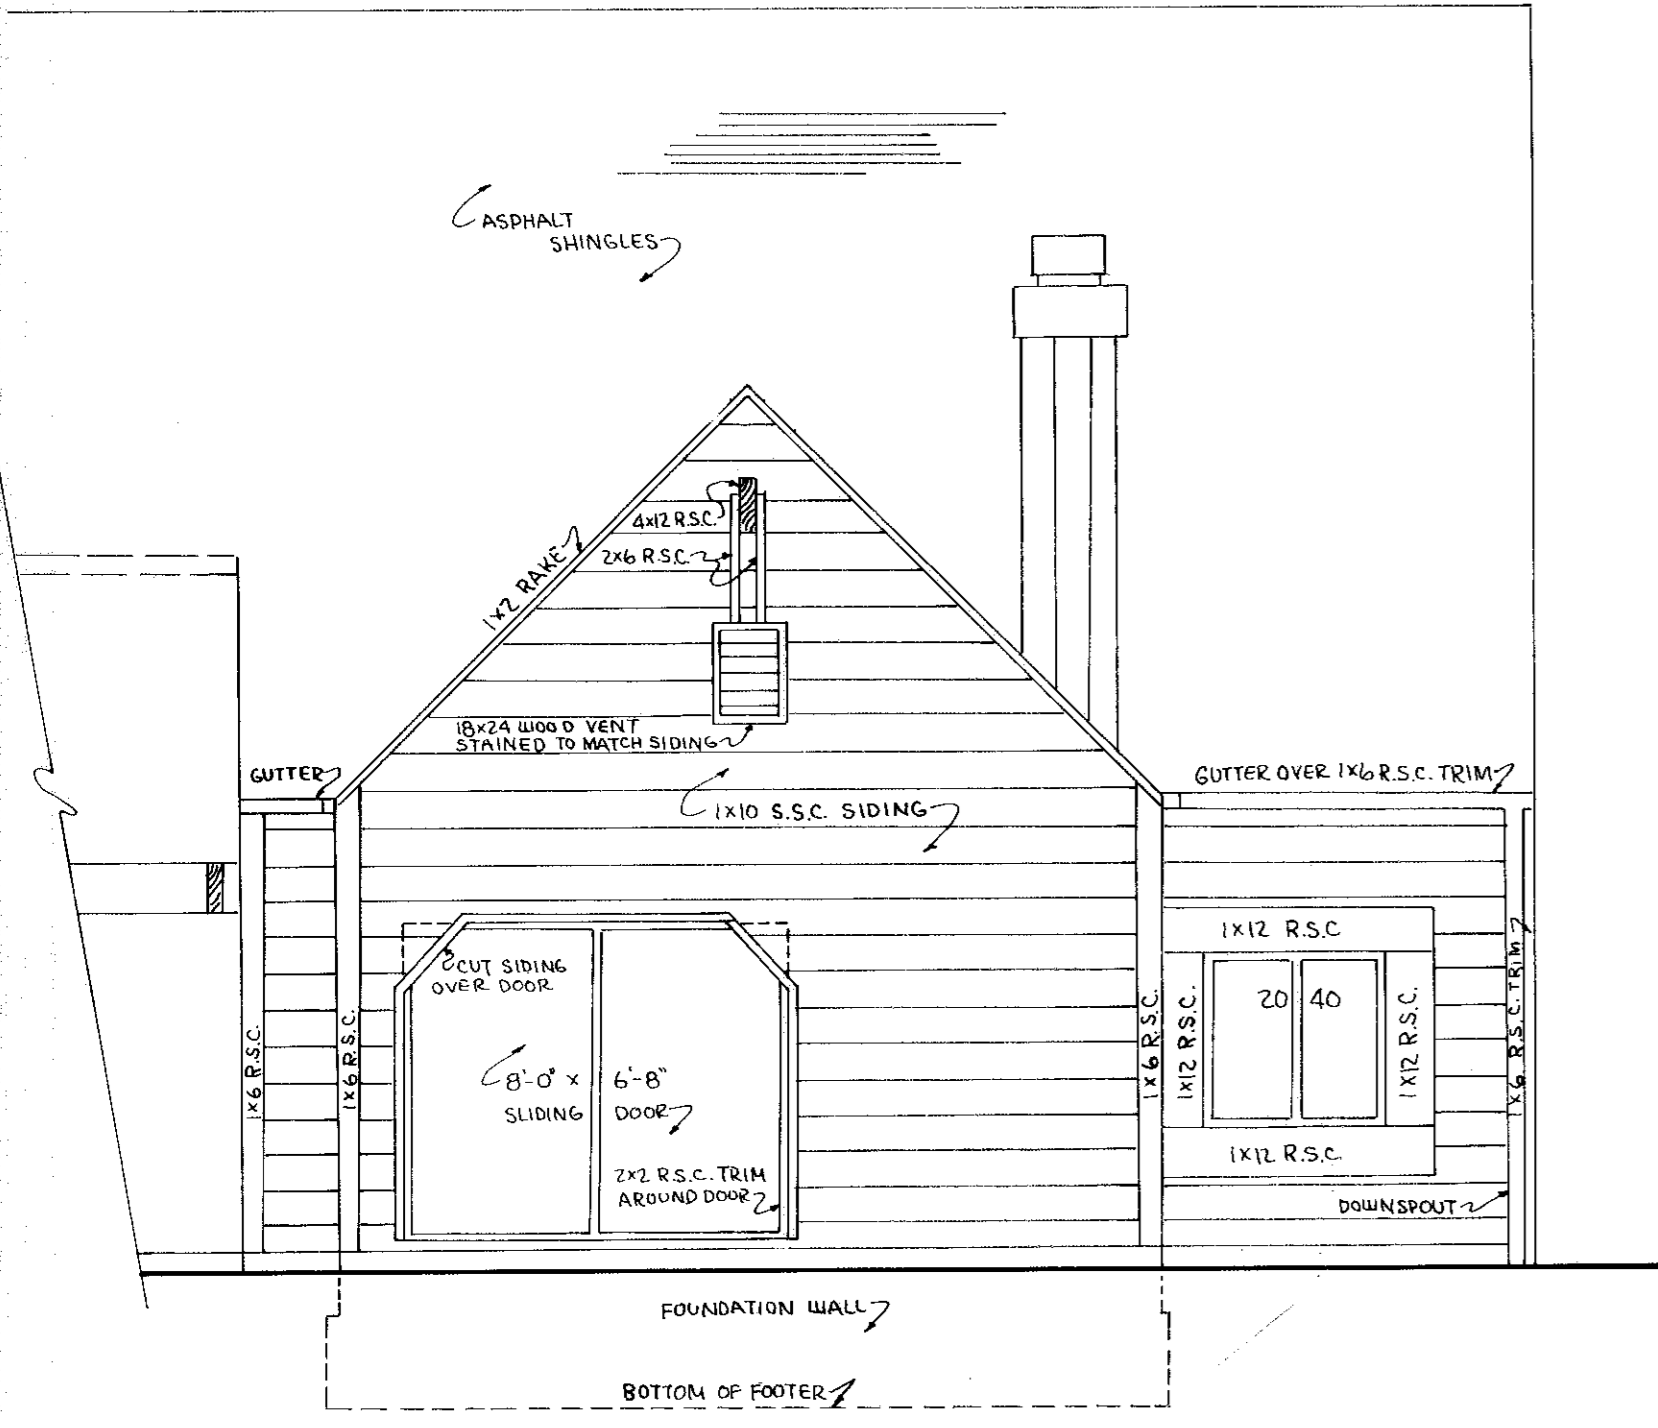 ASPHALT
SHINGLES
4x12 R.S.C.
2x6 R.S.C.
1x2 RAKE
18x24 WOOD VENT
STAINED TO MATCH SIDING
GUTTER
GUTTER OVER 1x6 R.S.C. TRIM
1x10 S.S.C. SIDING
1x12 R.S.C
CUT SIDING
OVER DOOR
20 40
1x6 R.S.C.
1x6 R.S.C.
1x6 R.S.C.
1x12 R.S.C.
1x12 R.S.C.
1x6 R.S.C. TRIM
8'-0" x 6'-8"
SLIDING DOOR
1x12 R.S.C.
2x2 R.S.C. TRIM
AROUND DOOR
DOWNSPOUT
FOUNDATION WALL
BOTTOM OF FOOTER